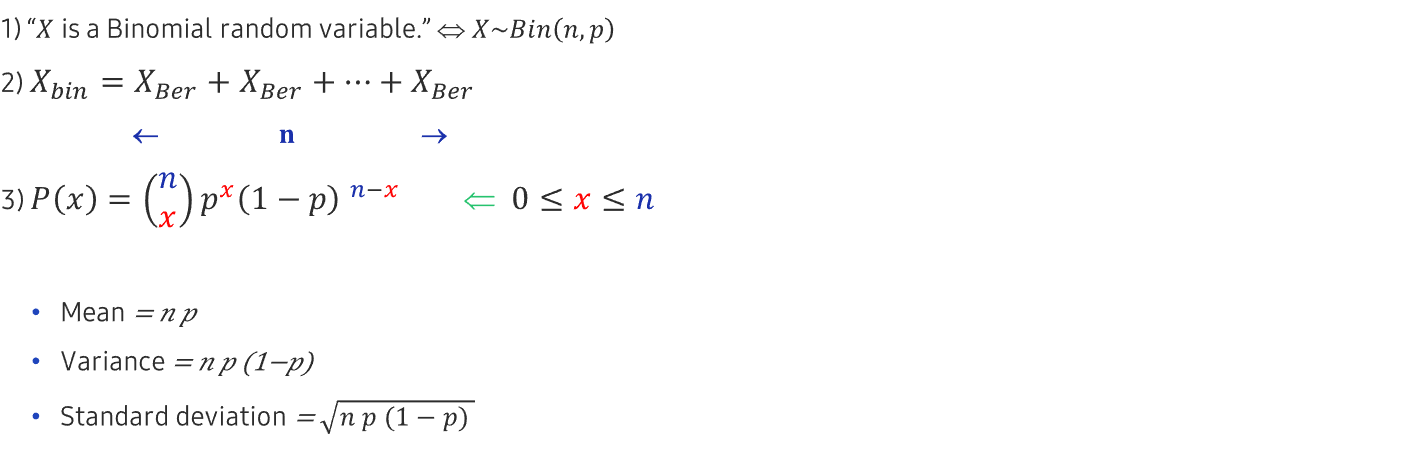 1) “X is a Binomial random variable.” ⇔ X~Bin(n, p)
2) X_bin = X_Ber + X_Ber + ⋯ + X_Ber
← n →
3) P(x) = (n x) p^x (1 − p)^{n−x} ⇐ 0 ≤ x ≤ n
• Mean = n p
• Variance = n p (1−p)
• Standard deviation = √(n p (1 − p))